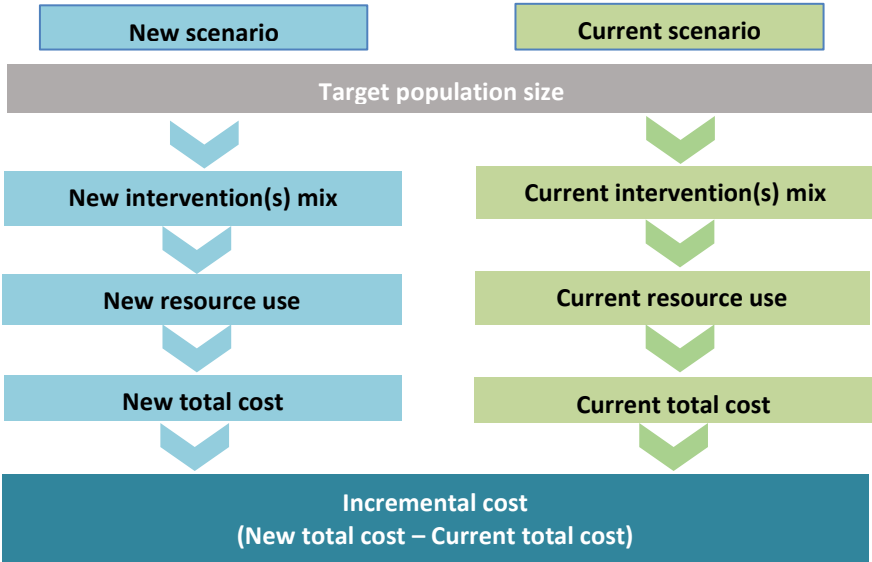 New scenario
Current scenario
Target population size
New intervention(s) mix
Current intervention(s) mix
New resource use
Current resource use
New total cost
Current total cost
Incremental cost
(New total cost – Current total cost)